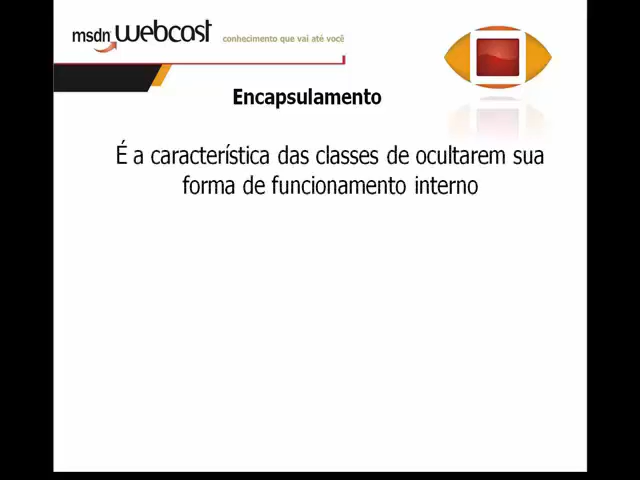 msdn webcast conhecimento que vai até você
Encapsulamento
É a característica das classes de ocultarem sua
forma de funcionamento interno